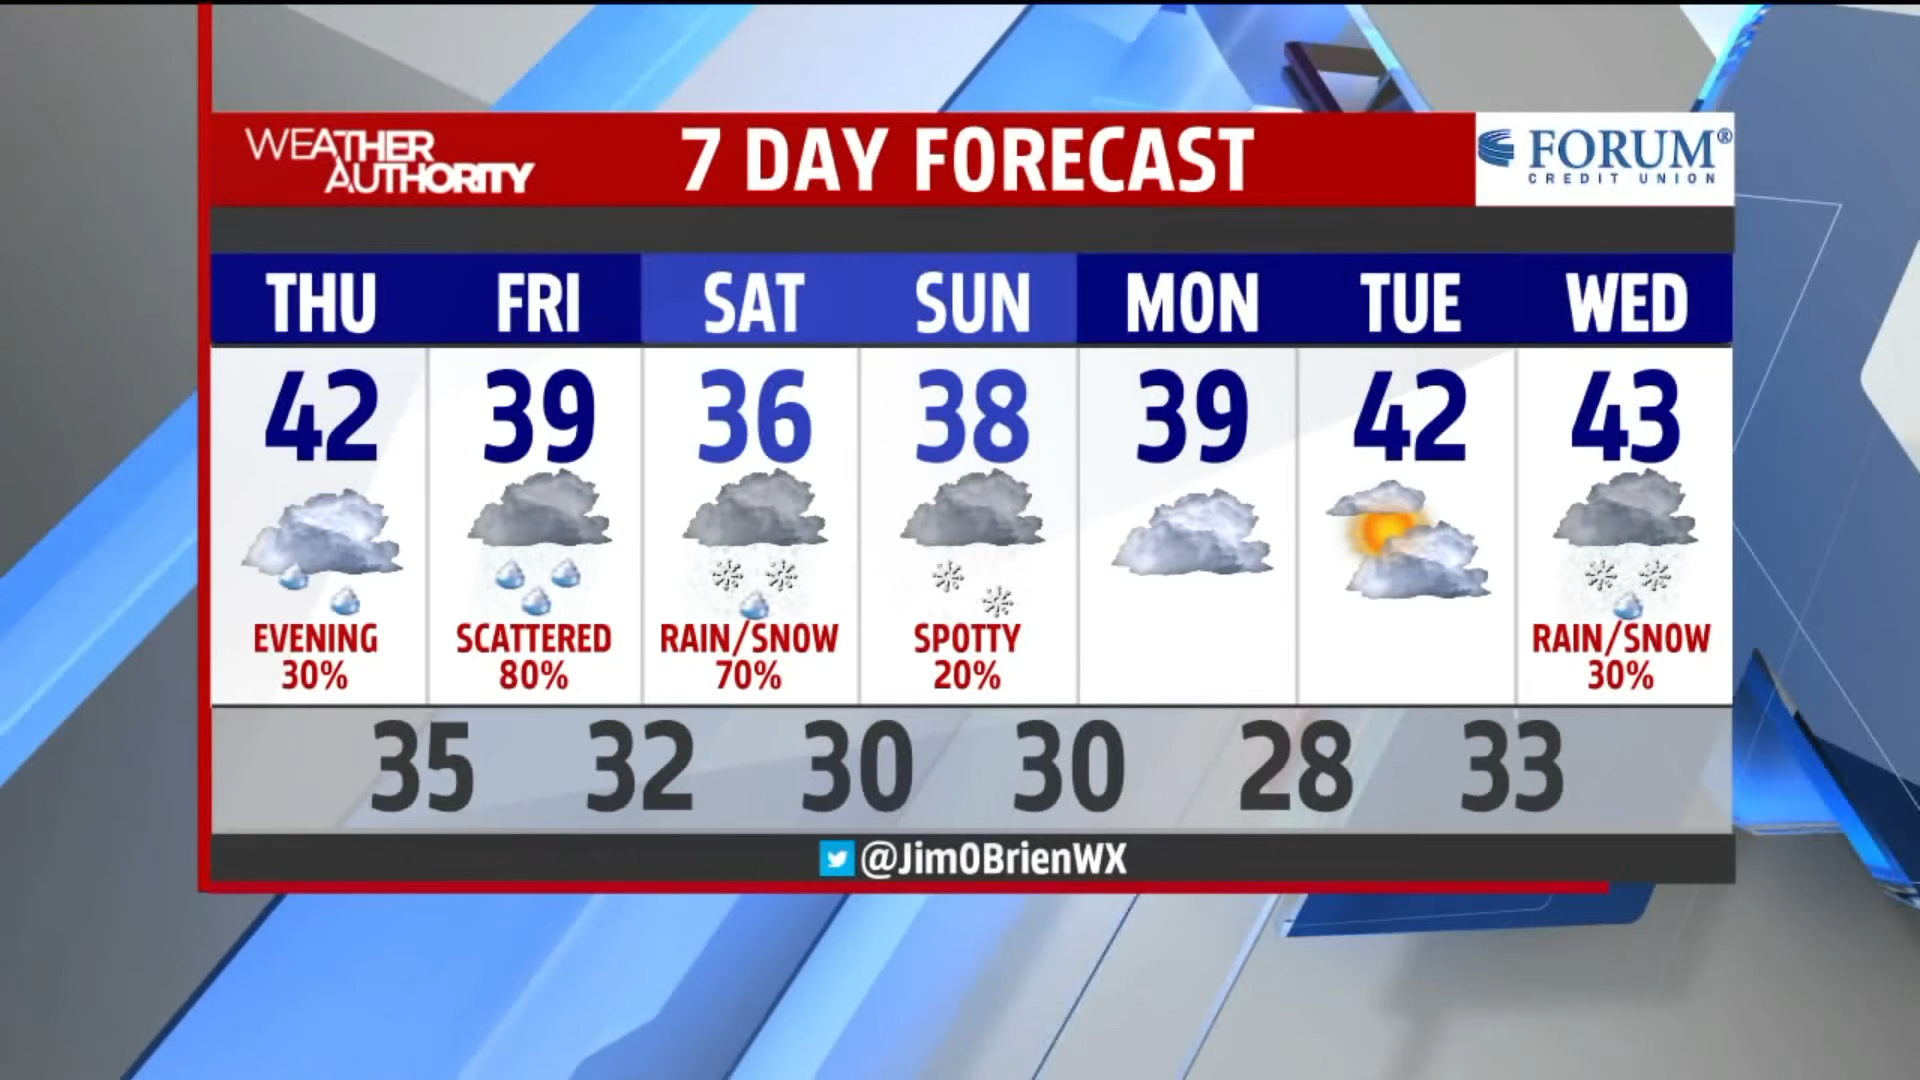 WEATHER
AUTHORITY
7 DAY FORECAST
FORUM®
CREDIT UNION
THU FRI SAT SUN MON TUE WED
42 39 36 38 39 42 43
EVENING SCATTERED RAIN/SNOW SPOTTY RAIN/SNOW
30% 80% 70% 20% 30%
35 32 30 30 28 33
@JimOBrienWX